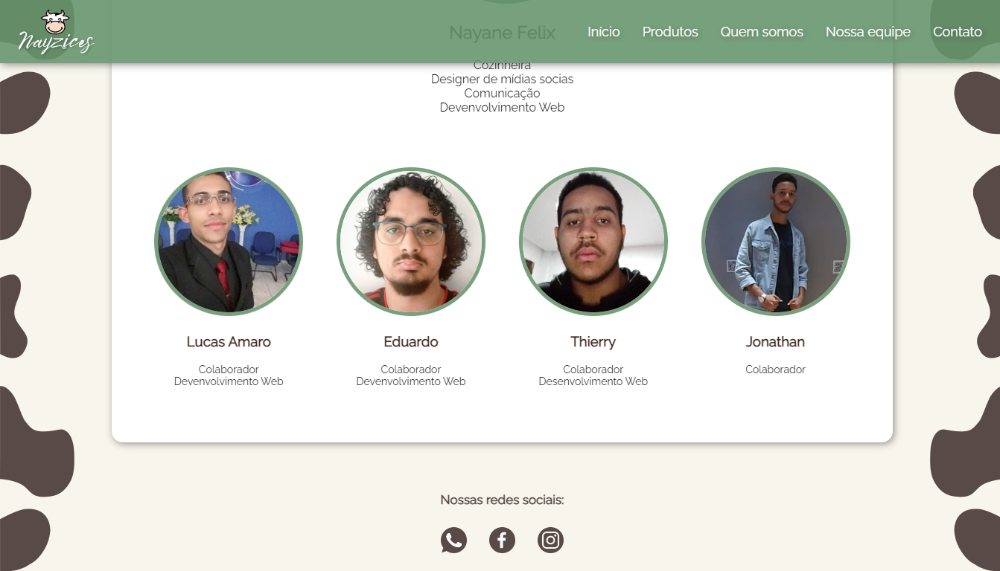 Nayzices
Nayane Felix
Início
Produtos
Quem somos
Nossa equipe
Contato
Cozinheira
Designer de mídias socias
Comunicação
Devenvolvimento Web
Lucas Amaro
Eduardo
Thierry
Jonathan
Colaborador
Colaborador
Colaborador
Colaborador
Devenvolvimento Web
Devenvolvimento Web
Desenvolvimento Web
Nossas redes sociais: